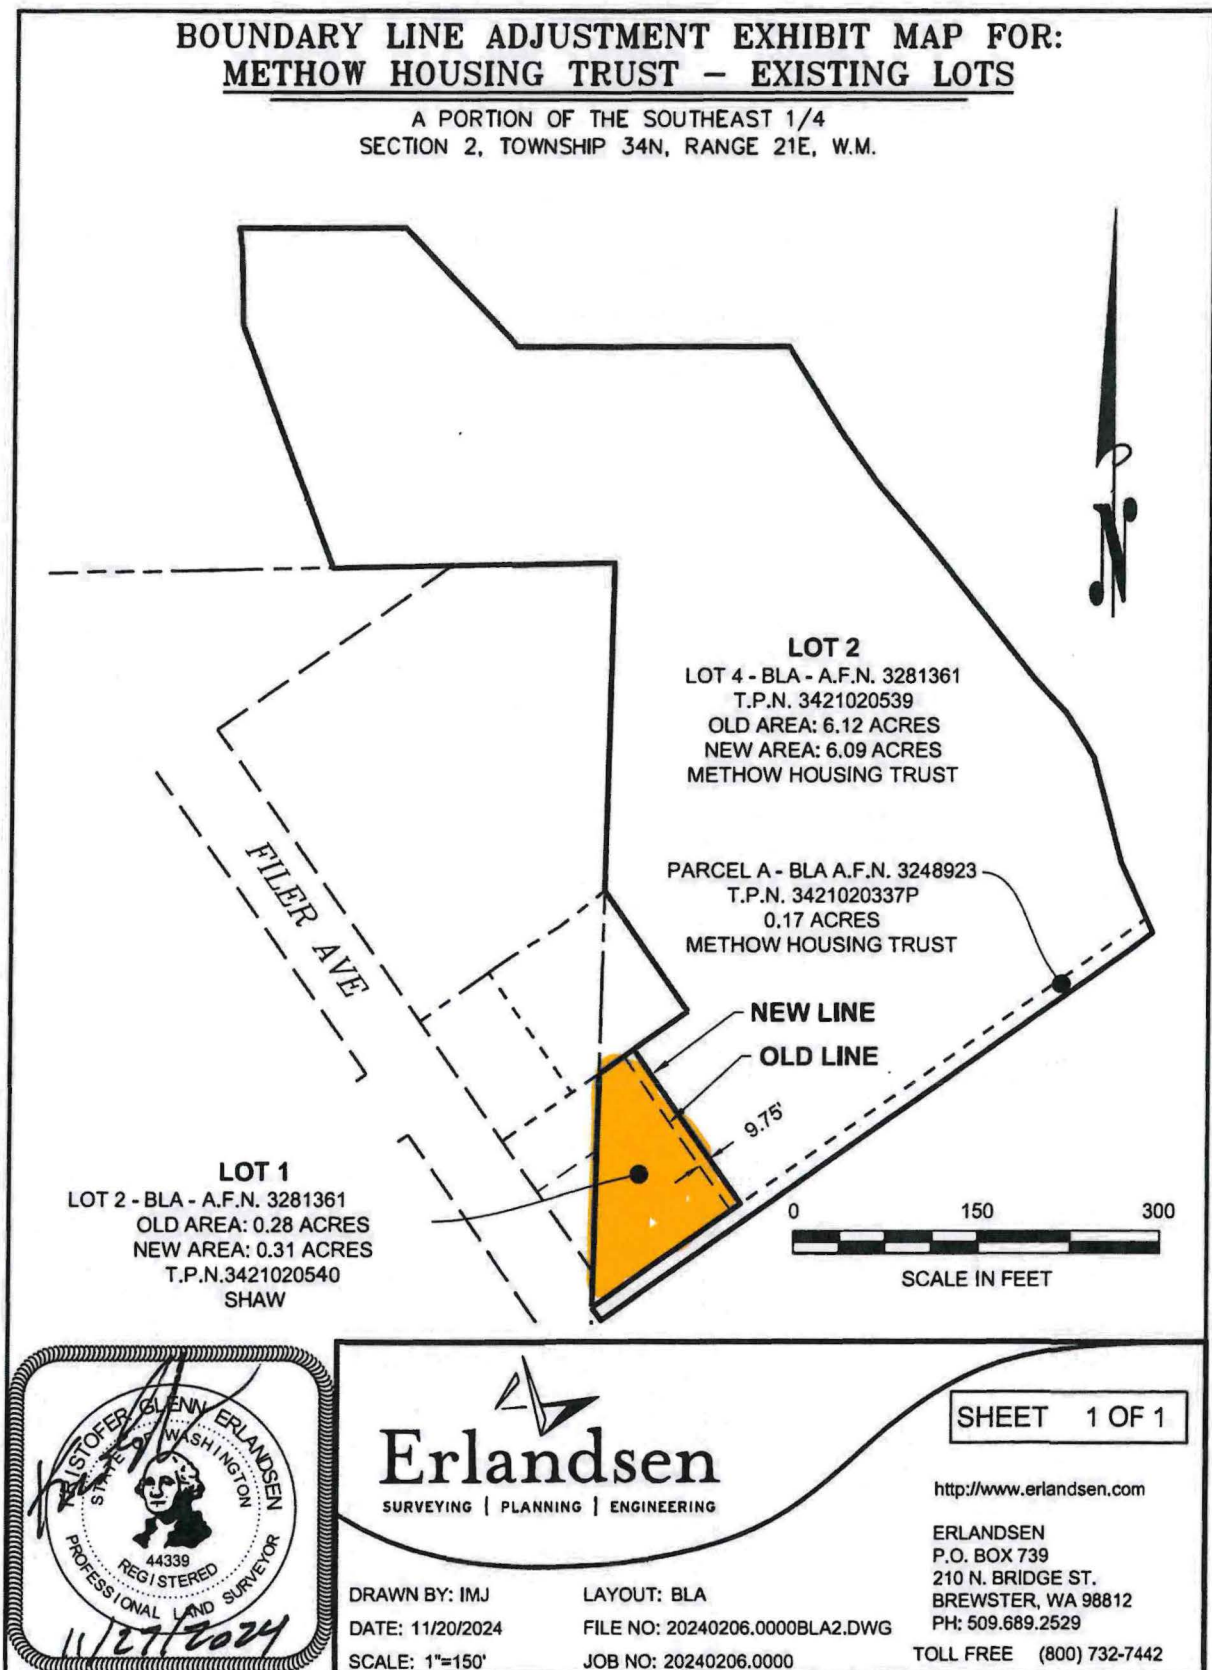 BOUNDARY LINE ADJUSTMENT EXHIBIT MAP FOR:
METHOW HOUSING TRUST – EXISTING LOTS
A PORTION OF THE SOUTHEAST 1/4
SECTION 2, TOWNSHIP 34N, RANGE 21E, W.M.
N
LOT 2
LOT 4 - BLA - A.F.N. 3281361
T.P.N. 3421020539
OLD AREA: 6.12 ACRES
NEW AREA: 6.09 ACRES
METHOW HOUSING TRUST
FILER AVE
PARCEL A - BLA A.F.N. 3248923
T.P.N. 3421020337P
0.17 ACRES
METHOW HOUSING TRUST
NEW LINE
OLD LINE
9.75'
LOT 1
LOT 2 - BLA - A.F.N. 3281361
OLD AREA: 0.28 ACRES
NEW AREA: 0.31 ACRES
T.P.N.3421020540
SHAW
0 150 300
SCALE IN FEET
GLENN ERLANDSEN
STATE OF WASHINGTON
44339
REGISTERED
PROFESSIONAL LAND SURVEYOR
11/27/2024
Erlandsen
SURVEYING | PLANNING | ENGINEERING
SHEET 1 OF 1
http://www.erlandsen.com
ERLANDSEN
P.O. BOX 739
210 N. BRIDGE ST.
BREWSTER, WA 98812
PH: 509.689.2529
TOLL FREE (800) 732-7442
DRAWN BY: IMJ
LAYOUT: BLA
DATE: 11/20/2024
FILE NO: 20240206.0000BLA2.DWG
SCALE: 1"=150'
JOB NO: 20240206.0000